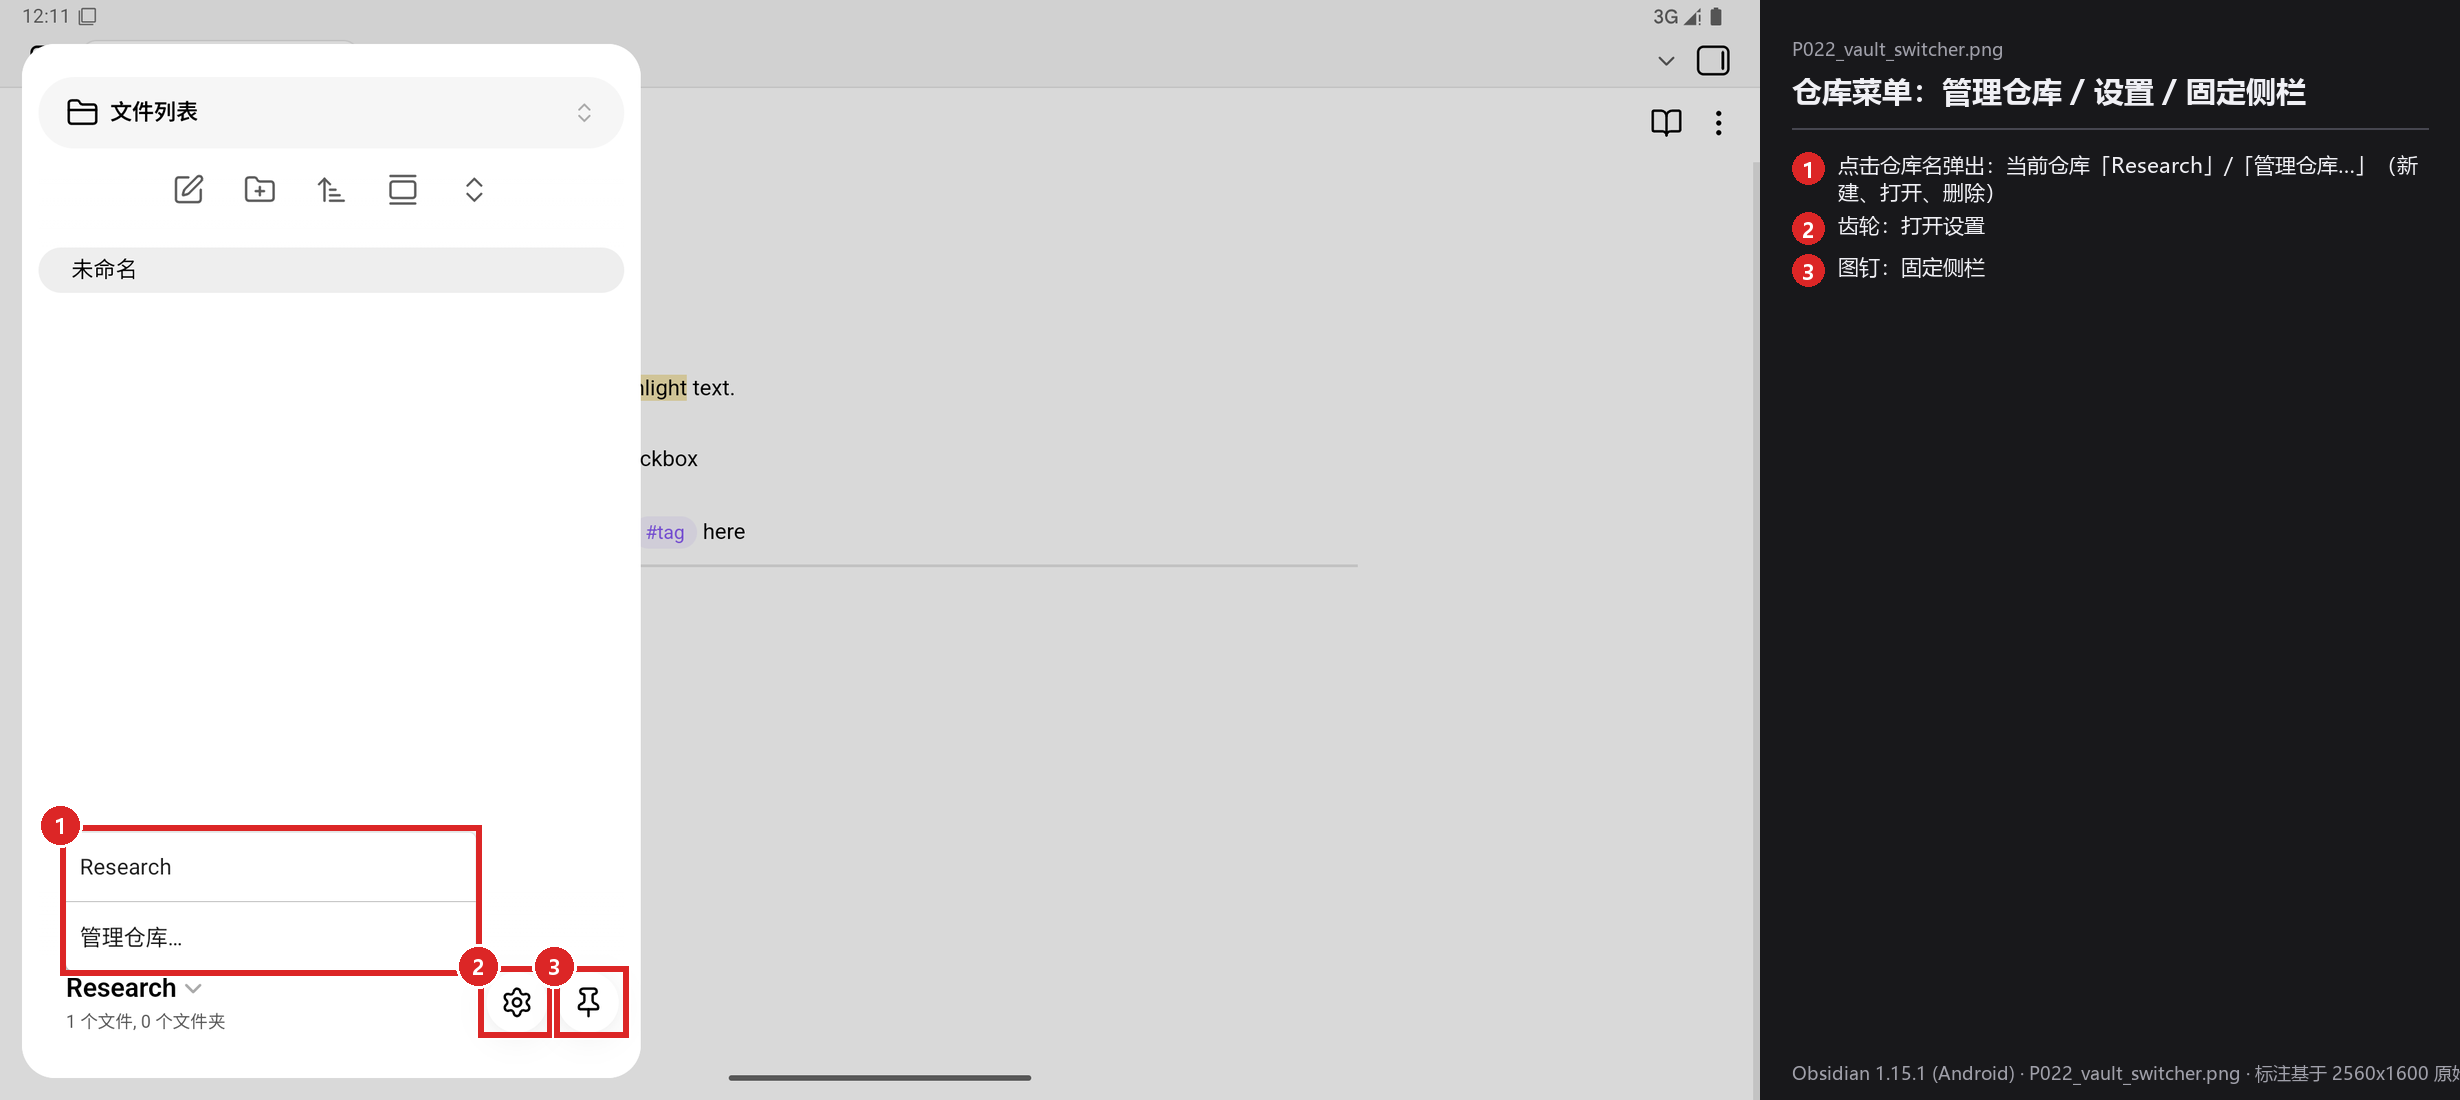 12:11
3G
文件列表
未命名
hlight text.
ckbox
#tag here
1
Research
管理仓库...
2
3
Research
1 个文件, 0 个文件夹
P022_vault_switcher.png
仓库菜单：管理仓库 / 设置 / 固定侧栏
1 点击仓库名弹出：当前仓库「Research」/「管理仓库…」（新
建、打开、删除）
2 齿轮：打开设置
3 图钉：固定侧栏
Obsidian 1.15.1 (Android) · P022_vault_switcher.png · 标注基于 2560x1600 原